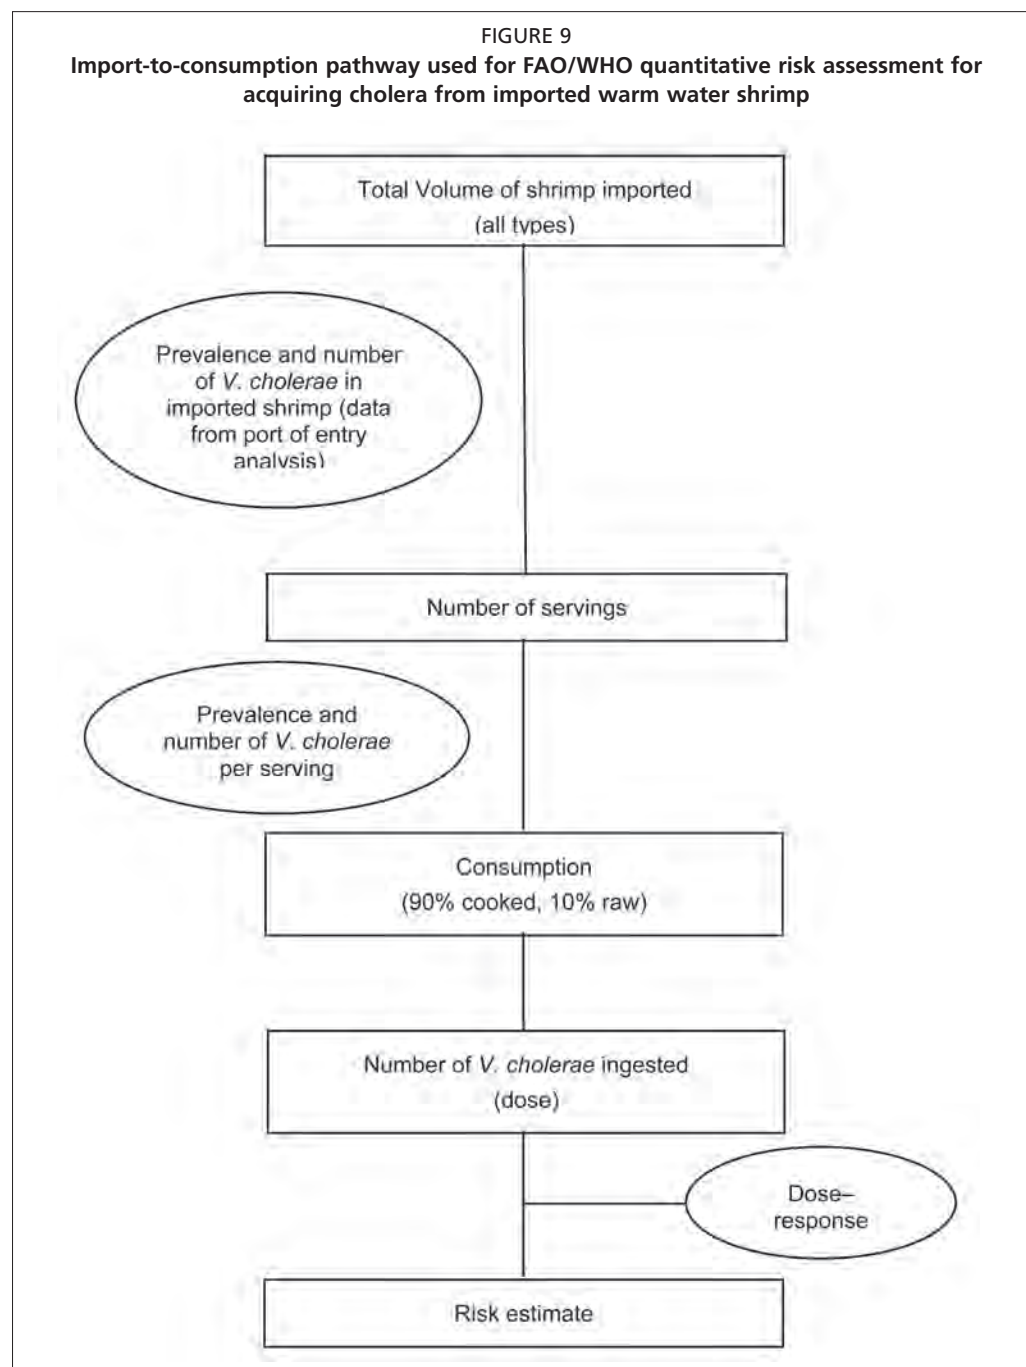 FIGURE 9
Import-to-consumption pathway used for FAO/WHO quantitative risk assessment for
acquiring cholera from imported warm water shrimp
Total Volume of shrimp imported
(all types)
Prevalence and number
of V. cholerae in
imported shrimp (data
from port of entry
analysis)
Number of servings
Prevalence and
number of V. cholerae
per serving
Consumption
(90% cooked, 10% raw)
Number of V. cholerae ingested
(dose)
Dose–
response
Risk estimate